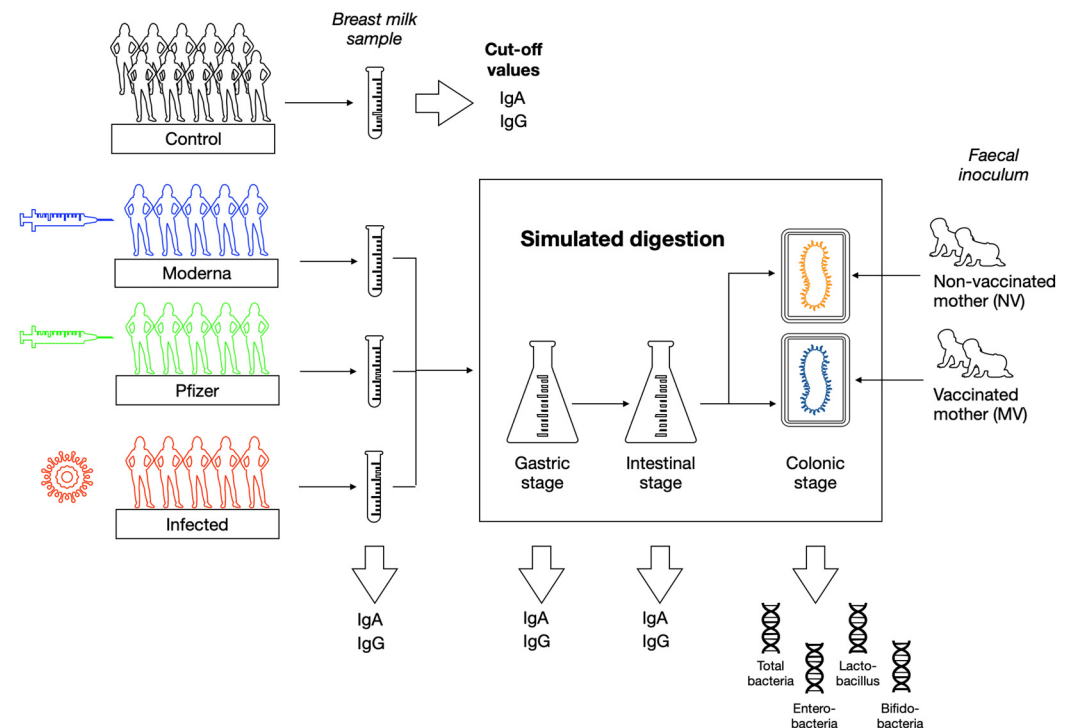 Breast milk
sample
Cut-off
values
IgA
IgG
Control
Faecal
inoculum
Simulated digestion
Moderna
Non-vaccinated
mother (NV)
Pfizer
Vaccinated
mother (MV)
Gastric
stage
Intestinal
stage
Colonic
stage
Infected
IgA
IgG
IgA
IgG
IgA
IgG
Total
bacteria
Lacto-
bacillus
Entero-
bacteria
Bifido-
bacteria